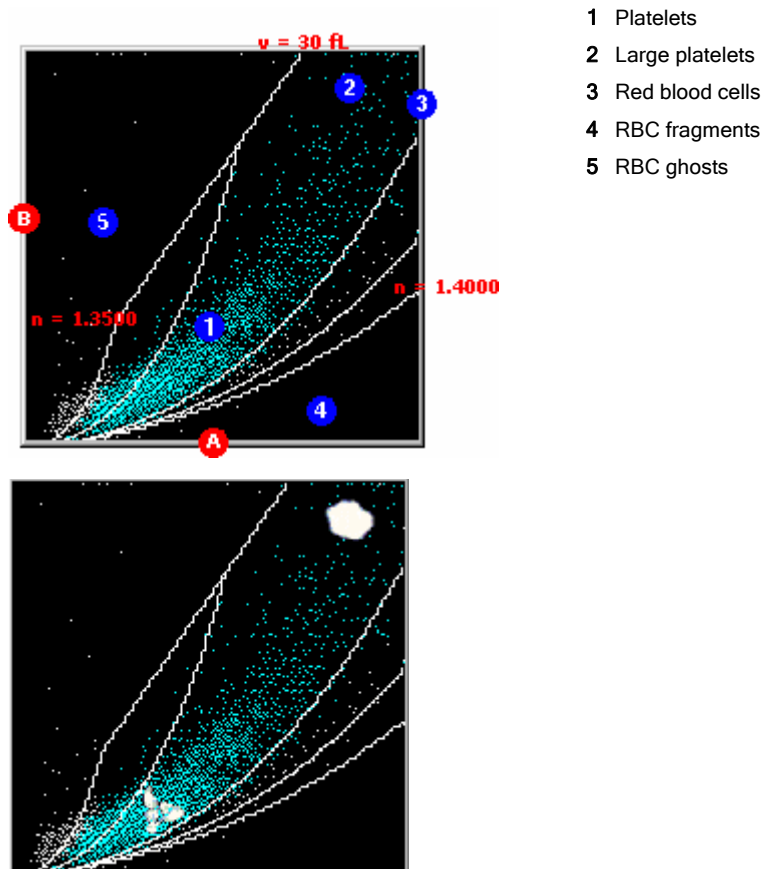 v = 30 fL
2
3
B
5
n = 1.4000
n = 1.3500
1
4
A
1 Platelets
2 Large platelets
3 Red blood cells
4 RBC fragments
5 RBC ghosts